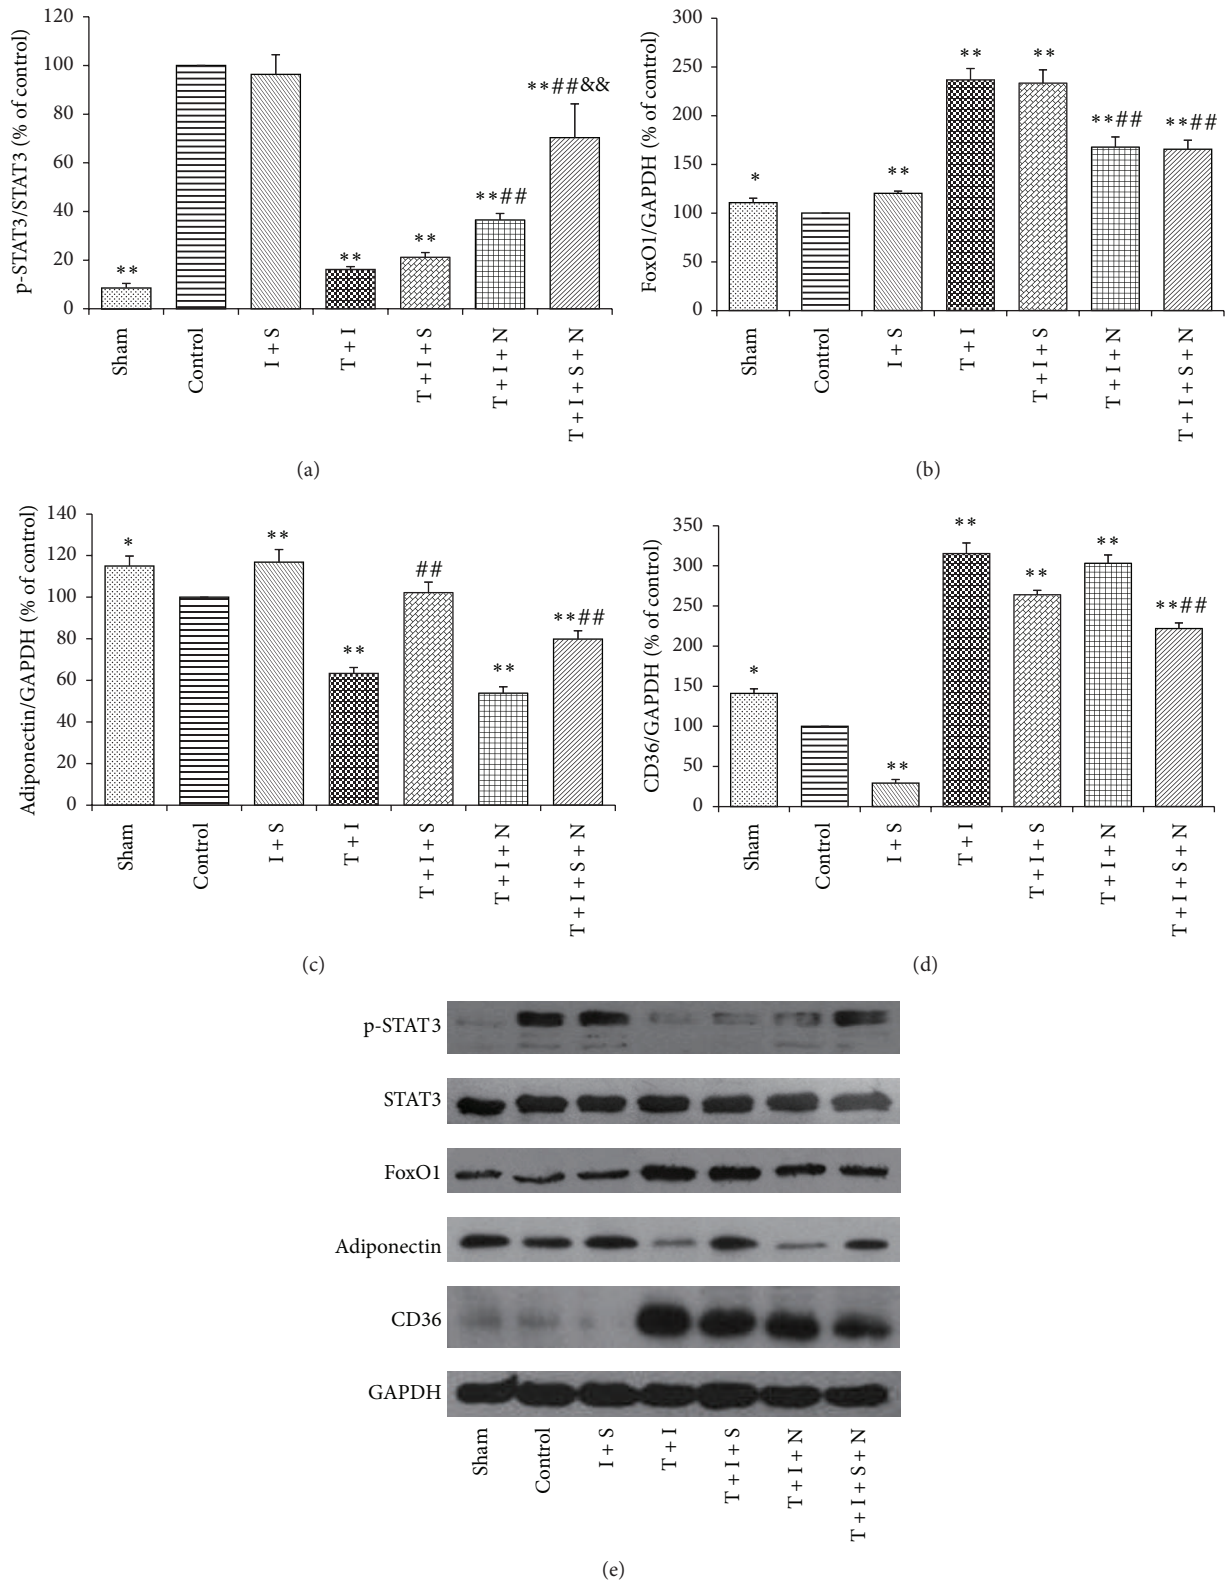 120
100
80
60
40
20
0
p-STAT3/STAT3 (% of control)
**
**
**
**##
**##&&
Sham
Control
I + S
T + I
T + I + S
T + I + N
T + I + S + N
(a)
300
250
200
150
100
50
0
FoxO1/GAPDH (% of control)
*
**
**
**
**##
**##
Sham
Control
I + S
T + I
T + I + S
T + I + N
T + I + S + N
(b)
140
120
100
80
60
40
20
0
Adiponectin/GAPDH (% of control)
*
**
**
##
**
**##
Sham
Control
I + S
T + I
T + I + S
T + I + N
T + I + S + N
(c)
350
300
250
200
150
100
50
0
CD36/GAPDH (% of control)
*
**
**
**
**
**##
Sham
Control
I + S
T + I
T + I + S
T + I + N
T + I + S + N
(d)
p-STAT3
STAT3
FoxO1
Adiponectin
CD36
GAPDH
Sham
Control
I + S
T + I
T + I + S
T + I + N
T + I + S + N
(e)